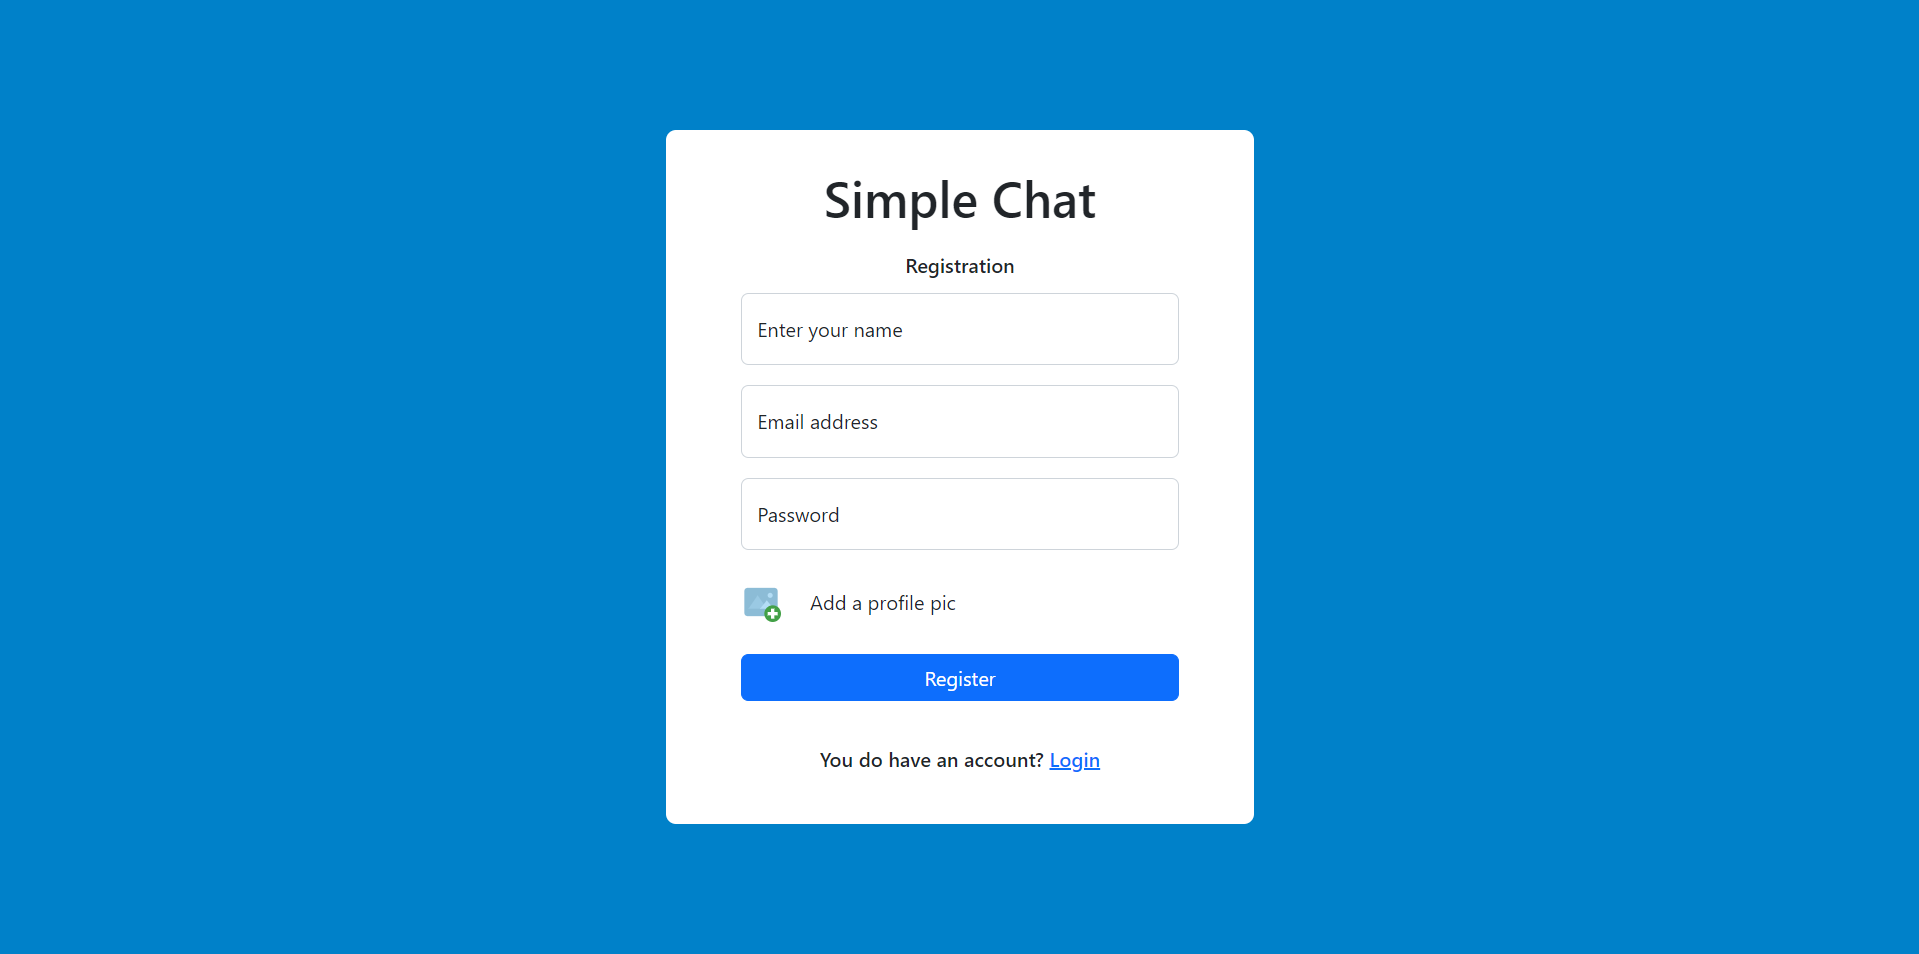 Simple Chat
Registration
Enter your name
Email address
Password
Add a profile pic
Register
You do have an account? Login